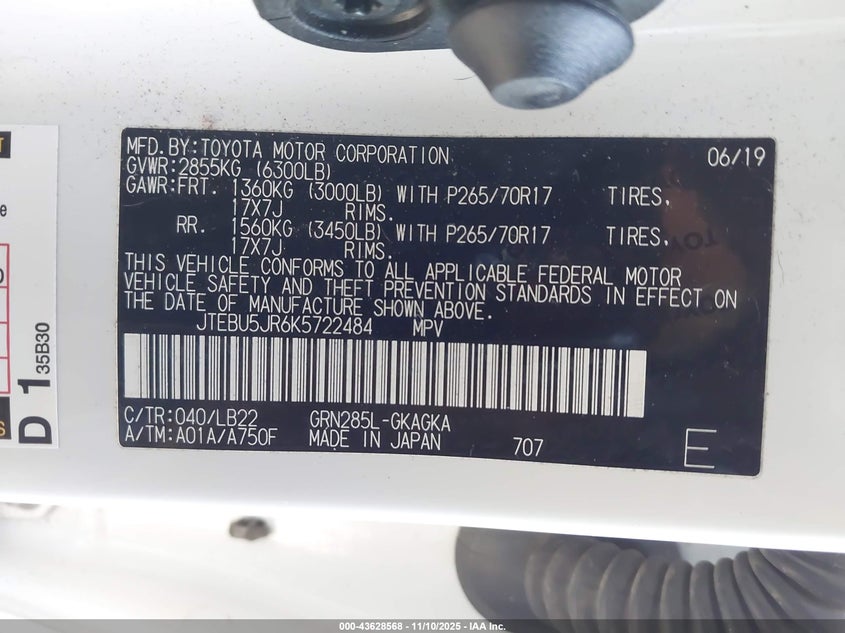 MFD.BY:TOYOTA MOTOR CORPORATION 06/19
GVWR:2855KG (6300LB)
GAWR:FRT. 1360KG (3000LB) WITH P265/70R17 TIRES,
17X7J RIMS.
RR. 1560KG (3450LB) WITH P265/70R17 TIRES,
17X7J RIMS.
THIS VEHICLE CONFORMS TO ALL APPLICABLE FEDERAL MOTOR
VEHICLE SAFETY AND THEFT PREVENTION STANDARDS IN EFFECT ON
THE DATE OF MANUFACTURE SHOWN ABOVE.
JTEBU5JR6K5722484 MPV
C/TR:040/LB22 GRN285L-GKAGKA
A/TM:A01A/A750F MADE IN JAPAN 707 E
D 1 35B30
000-43628568 — 11/10/2025 — IAA Inc.